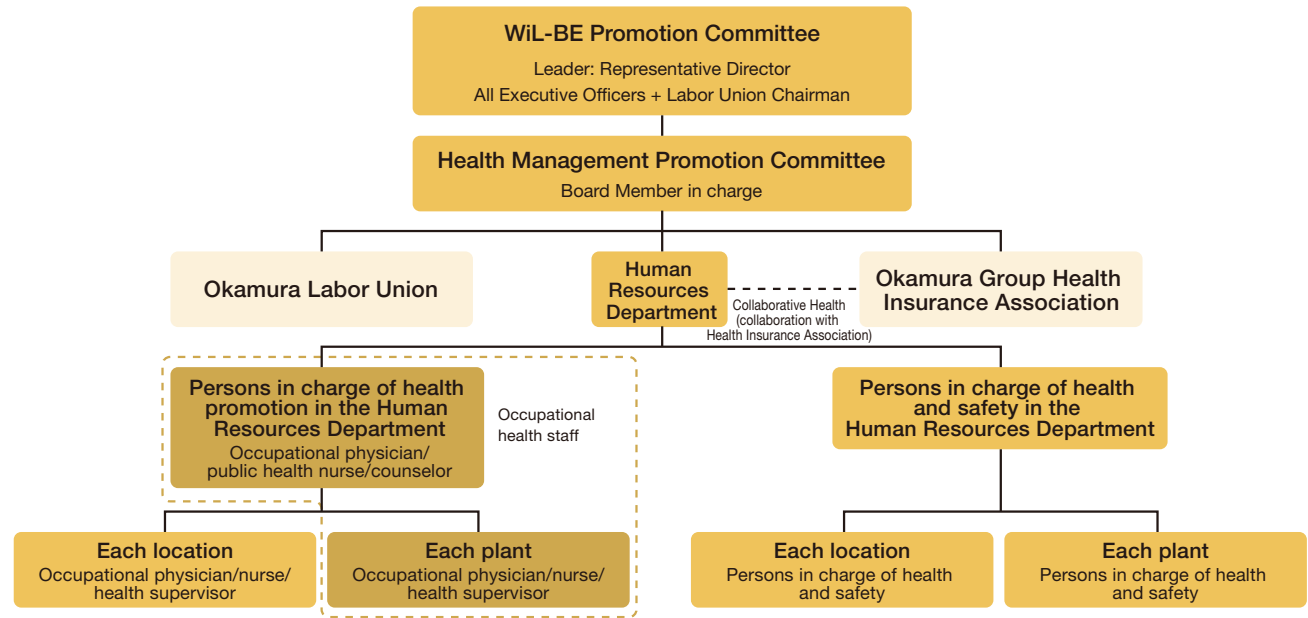 WiL-BE Promotion Committee
Leader: Representative Director
All Executive Officers + Labor Union Chairman
Health Management Promotion Committee
Board Member in charge
Okamura Labor Union
Human
Resources
Department
Collaborative Health
(collaboration with
Health Insurance Association)
Okamura Group Health
Insurance Association
Persons in charge of health
promotion in the Human
Resources Department
Occupational physician/
public health nurse/counselor
Occupational
health staff
Persons in charge of health
and safety in the
Human Resources Department
Each location
Occupational physician/nurse/
health supervisor
Each plant
Occupational physician/nurse/
health supervisor
Each location
Persons in charge of health
and safety
Each plant
Persons in charge of health
and safety